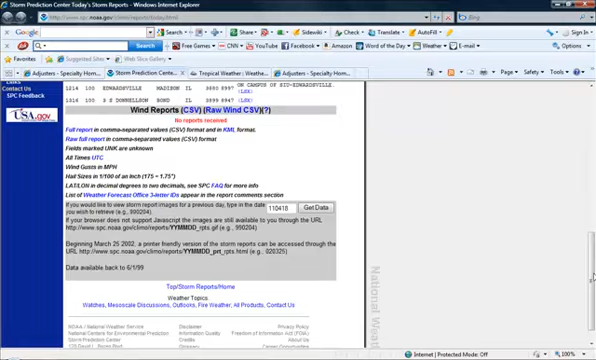 Storm Prediction Center Today's Storm Reports - Windows Internet Explorer
http://www.spc.noaa.gov/climo/reports/today.html
Bing
Google
Search
Sidewiki
Check
Translate
AutoFill
Sign In
Search
Free Games
CNN
YouTube
Facebook
Amazon
Word of the Day
Weather
E-mail
Options
Favorites
Suggested Sites
Web Slice Gallery
Adjusters - Specialty Hom...
Storm Prediction Center ...
Tropical Weather : Weathe...
Adjusters - Specialty Hom...
Page
Safety
Tools
Contact Us
SPC Feedback
USA.gov
1214 100 EDWARDSVILLE MADISON IL 3880 8997 ON CAMPUS OF SIU-EDWARDSVILLE.
(LSX)
1316 100 S S DONNELLSON BOND IL 3899 8947
(LSX)
Wind Reports (CSV) (Raw Wind CSV)(?)
No reports received
Full report in comma-separated values (CSV) format and in KML format.
Raw full report in comma-separated values (CSV) format
Fields marked UNK are unknown
All Times UTC
Wind Gusts in MPH
Hail Sizes in 1/100 of an Inch (175 = 1.75")
LAT/LON in decimal degrees to two decimals, see SPC FAQ for more info
List of Weather Forecast Office 3-letter IDs appear in the report comments section
If you would like to view storm report images for a previous day, type in the date you wish to retrieve (e.g., 990204).
110418
Get Data
If your browser does not support Javascript the images are still available to you through the URL
http://www.spc.noaa.gov/climo/reports/YYMMDD_rpts.gif (e.g., 990204)
Beginning March 25 2002, a printer friendly version of the storm reports can be accessed through the
URL http://www.spc.noaa.gov/climo/reports/YYMMDD_prt_rpts.html (e.g., 020325)
Data available back to 6/1/99
Top/Storm Reports/Home
Weather Topics:
Watches, Mesoscale Discussions, Outlooks, Fire Weather, All Products, Contact Us
NOAA / National Weather Service
National Centers for Environmental Prediction
Storm Prediction Center
Disclaimer
Information Quality
Credits
Glossary
Privacy Policy
Freedom of Information Act (FOIA)
About Us
Career Opportunities
National Weat
Internet | Protected Mode: Off
100%